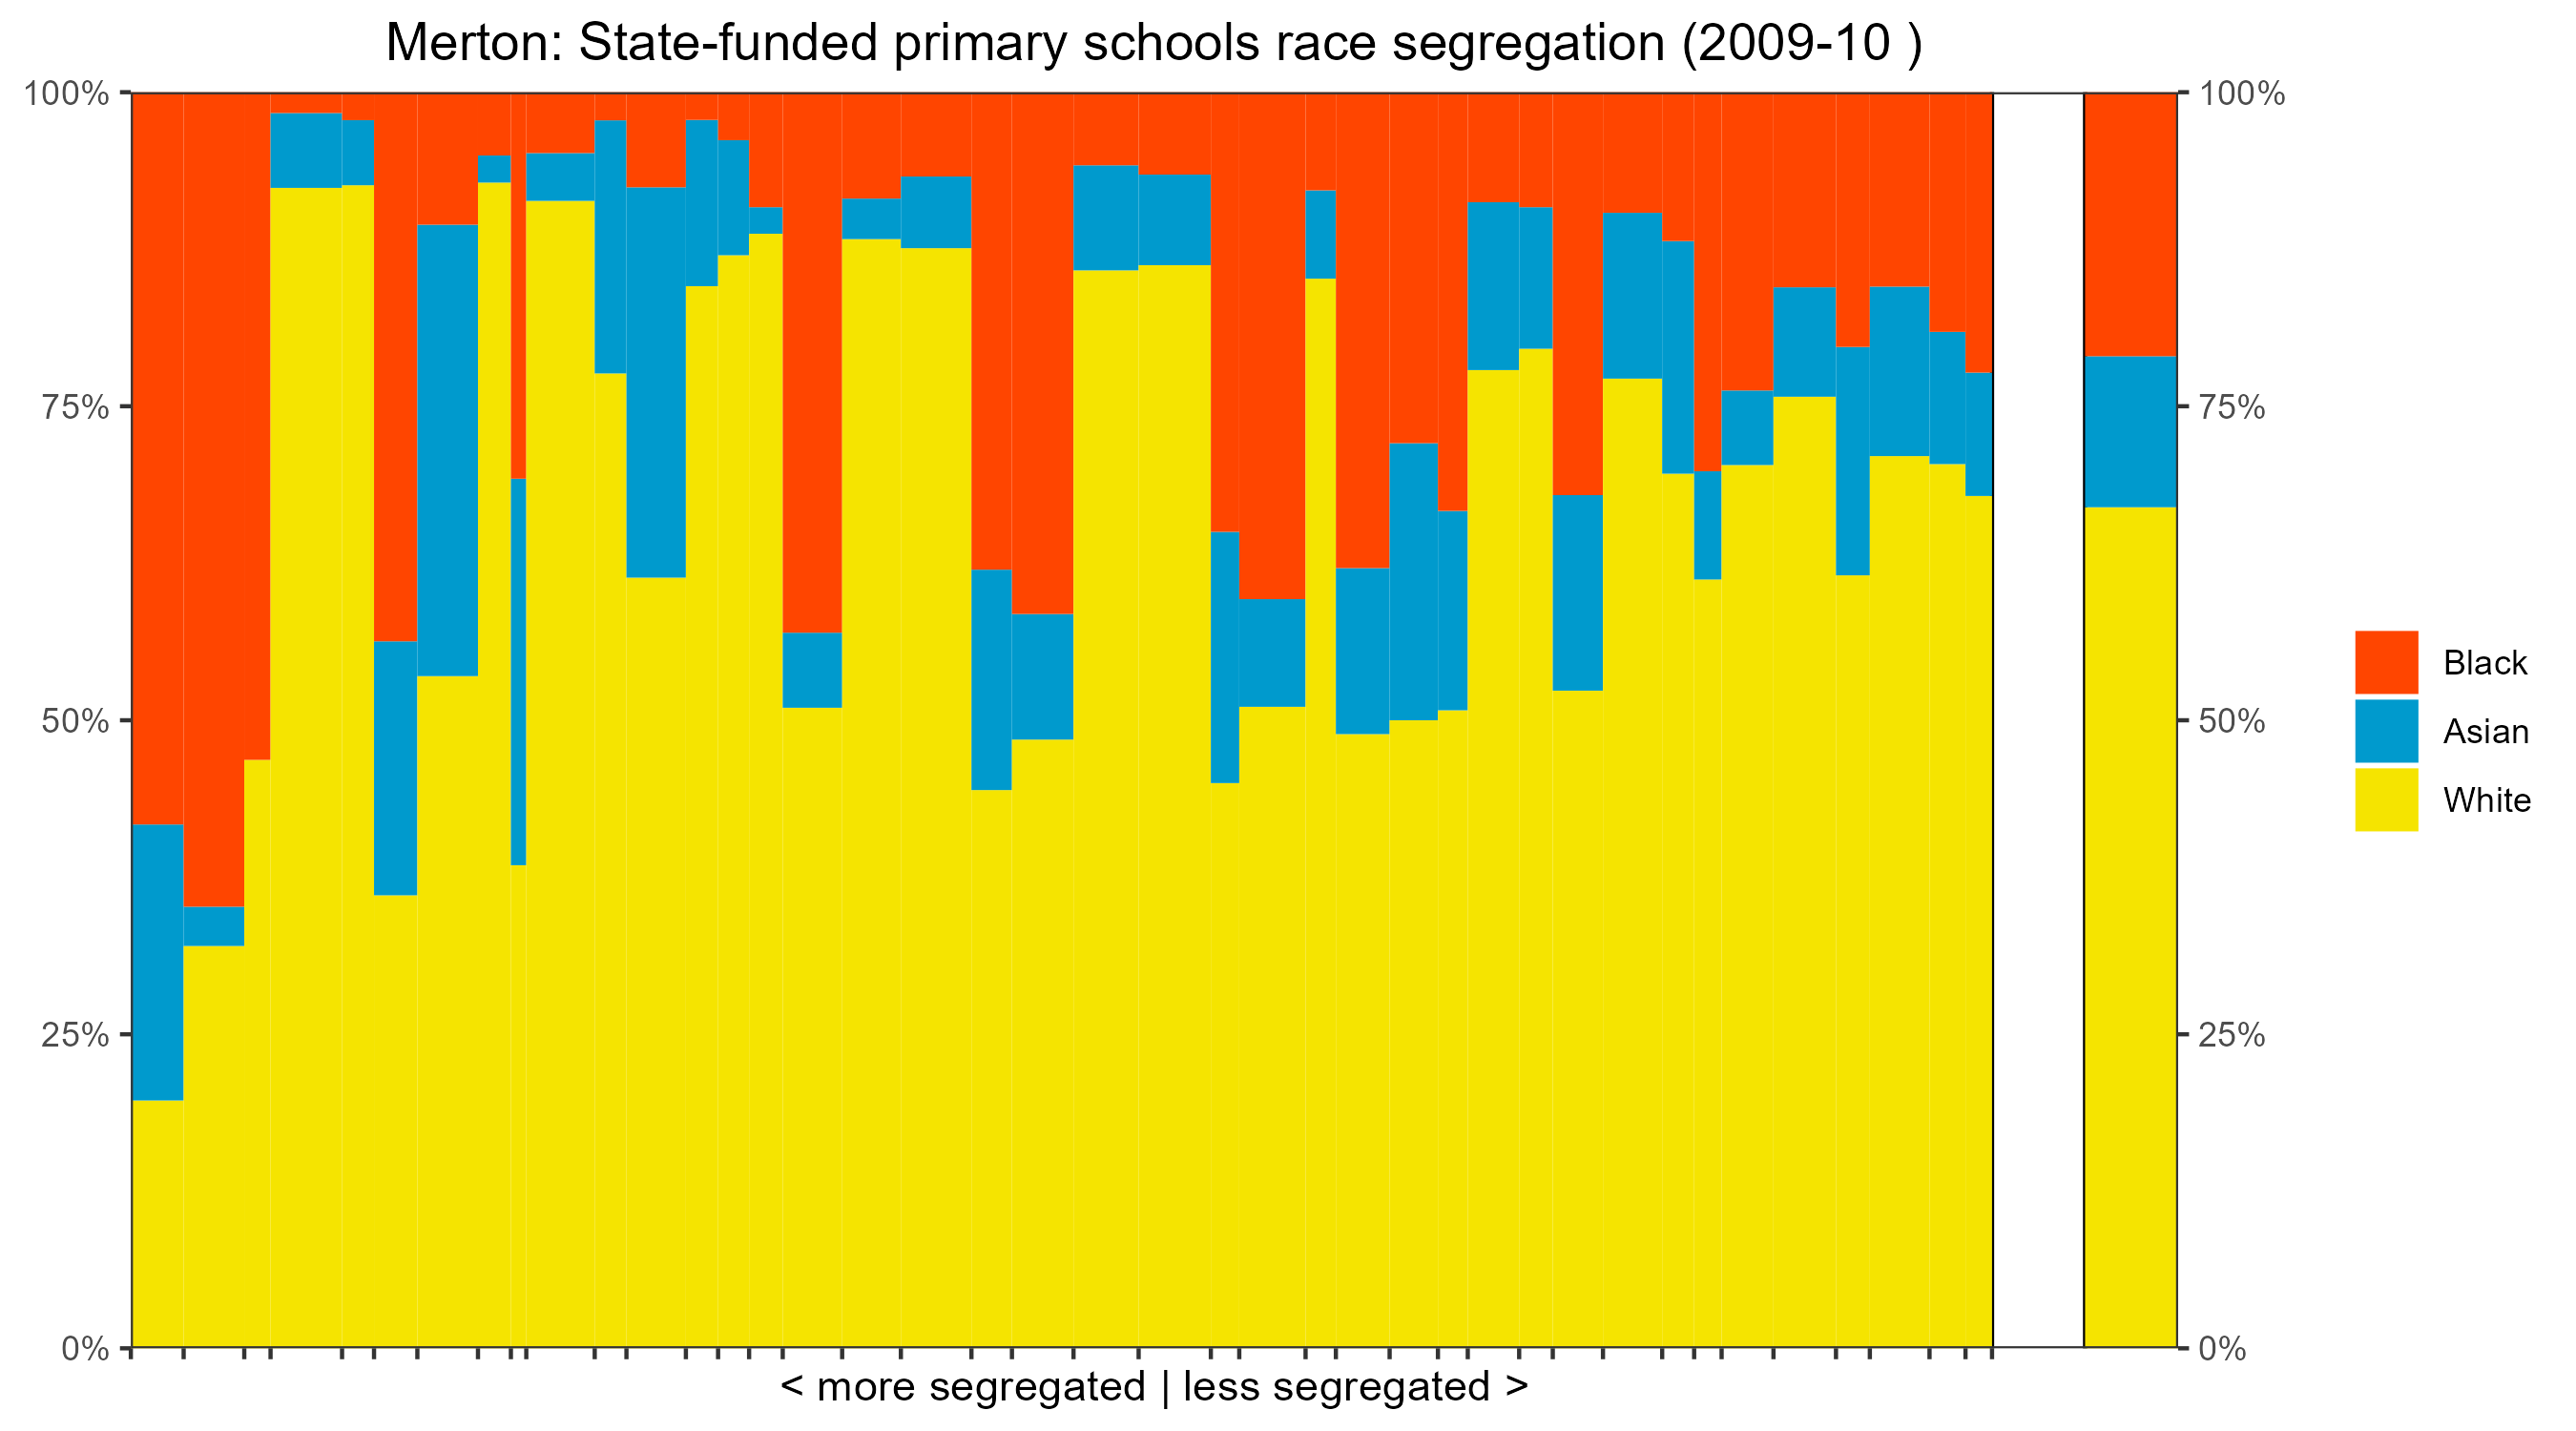 Merton: State-funded primary schools race segregation (2009-10 )
100%
75%
50%
25%
0%
100%
75%
50%
25%
0%
Black
Asian
White
< more segregated | less segregated >